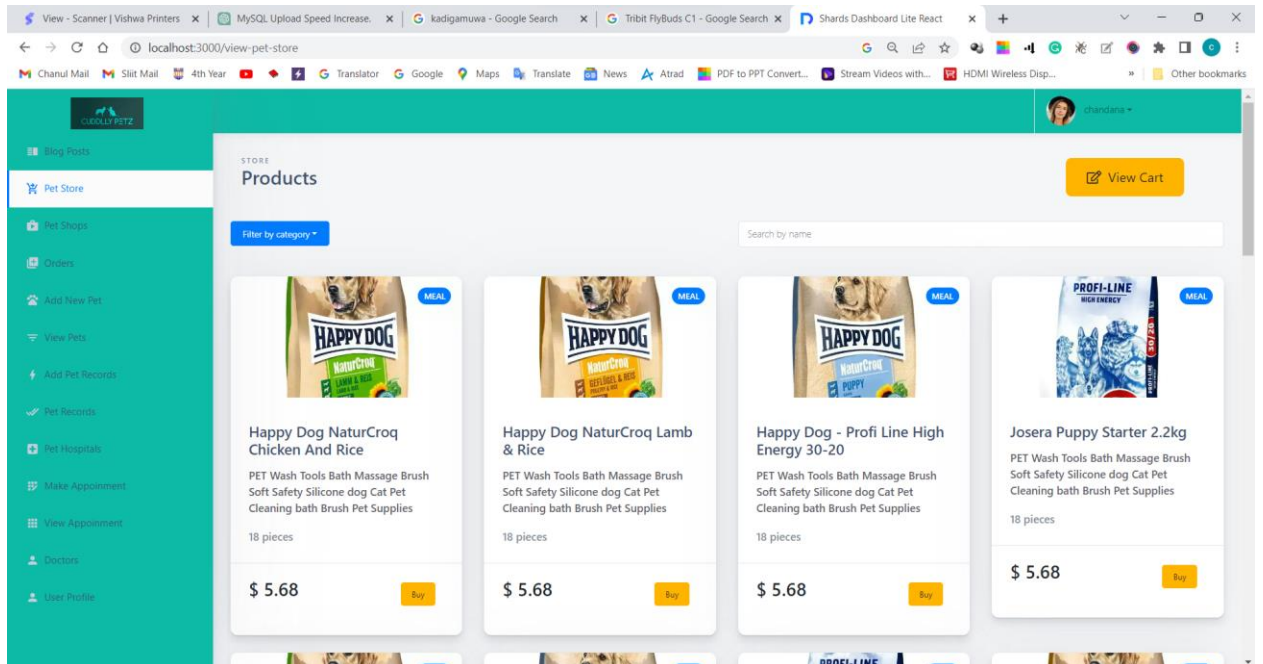 View - Scanner | Vishwa Printers
MySQL Upload Speed Increase.
kadigamuwa - Google Search
Tribit FlyBuds C1 - Google Search
Shards Dashboard Lite React
localhost:3000/view-pet-store
Chanul Mail
Sliit Mail
4th Year
Translator
Google
Maps
Translate
News
Atrad
PDF to PPT Convert...
Stream Videos with...
HDMI Wireless Disp...
»
Other bookmarks
CUDDLLY PETZ
chandana
Blog Posts
Pet Store
Pet Shops
Orders
Add New Pet
View Pets
Add Pet Records
Pet Records
Pet Hospitals
Make Appoinment
View Appoinment
Doctors
User Profile
STORE
Products
View Cart
Filter by category
Search by name
MEAL
HAPPY DOG
NaturCroq
LAMB & REIS
Happy Dog NaturCroq
Chicken And Rice
PET Wash Tools Bath Massage Brush
Soft Safety Silicone dog Cat Pet
Cleaning bath Brush Pet Supplies
18 pieces
$ 5.68
Buy
MEAL
HAPPY DOG
NaturCroq
GEFLÜGEL & REIS
Happy Dog NaturCroq Lamb
& Rice
PET Wash Tools Bath Massage Brush
Soft Safety Silicone dog Cat Pet
Cleaning bath Brush Pet Supplies
18 pieces
$ 5.68
Buy
MEAL
HAPPY DOG
NaturCroq
PUPPY
Happy Dog - Profi Line High
Energy 30-20
PET Wash Tools Bath Massage Brush
Soft Safety Silicone dog Cat Pet
Cleaning bath Brush Pet Supplies
18 pieces
$ 5.68
Buy
MEAL
PROFI-LINE
HIGH ENERGY
30/20
Josera Puppy Starter 2.2kg
PET Wash Tools Bath Massage Brush
Soft Safety Silicone dog Cat Pet
Cleaning bath Brush Pet Supplies
18 pieces
$ 5.68
Buy
PROFI-LINE